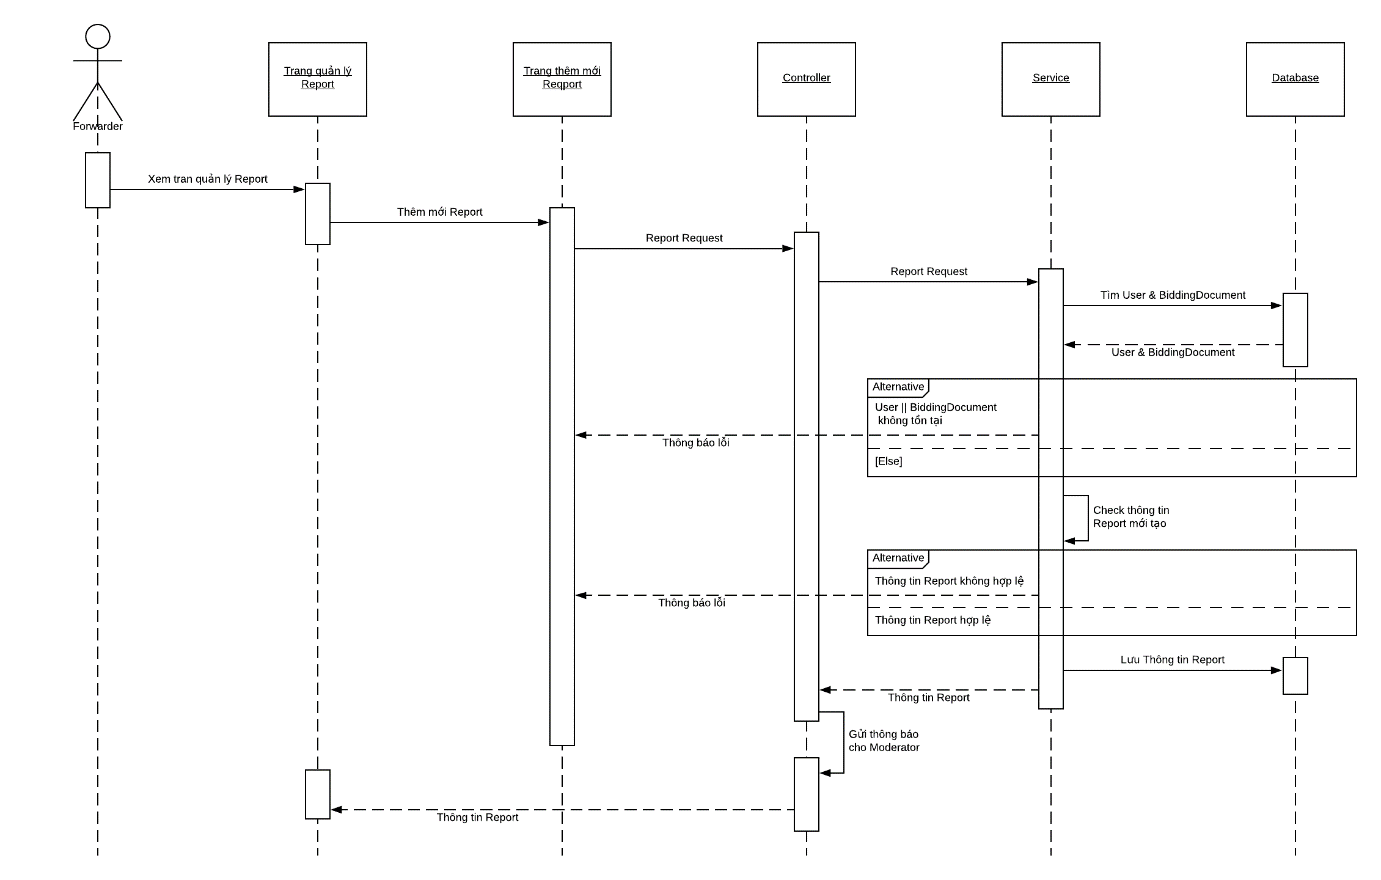 Forwarder
Trang quản lý
Report
Trang thêm mới
Reqport
Controller
Service
Database
Xem tran quản lý Report
Thêm mới Report
Report Request
Report Request
Tìm User & BiddingDocument
User & BiddingDocument
Alternative
User || BiddingDocument
không tồn tại
Thông báo lỗi
[Else]
Check thông tin
Report mới tạo
Alternative
Thông tin Report không hợp lệ
Thông báo lỗi
Thông tin Report hợp lệ
Lưu Thông tin Report
Thông tin Report
Gửi thông báo
cho Moderator
Thông tin Report